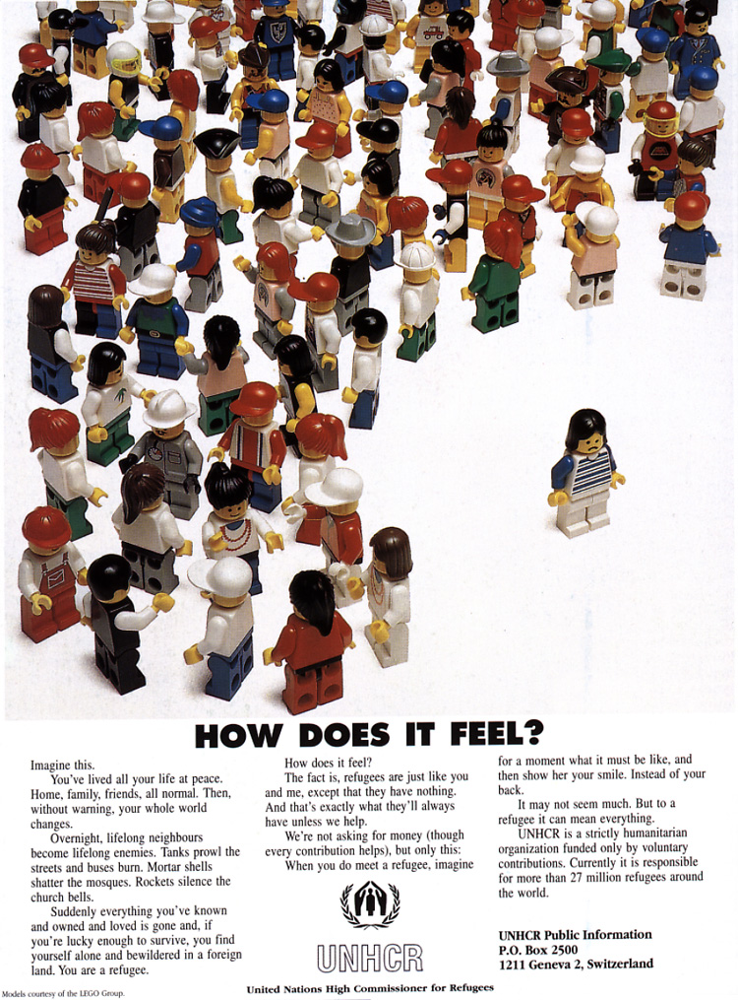 HOW DOES IT FEEL?
Imagine this.
You've lived all your life at peace.
Home, family, friends, all normal. Then,
without warning, your whole world
changes.
Overnight, lifelong neighbours
become lifelong enemies. Tanks prowl the
streets and buses burn. Mortar shells
shatter the mosques. Rockets silence the
church bells.
Suddenly everything you've known
and owned and loved is gone and, if
you're lucky enough to survive, you find
yourself alone and bewildered in a foreign
land. You are a refugee.
How does it feel?
The fact is, refugees are just like you
and me, except that they have nothing.
And that's exactly what they'll always
have unless we help.
We're not asking for money (though
every contribution helps), but only this:
When you do meet a refugee, imagine
for a moment what it must be like, and
then show her your smile. Instead of your
back.
It may not seem much. But to a
refugee it can mean everything.
UNHCR is a strictly humanitarian
organization funded only by voluntary
contributions. Currently it is responsible
for more than 27 million refugees around
the world.
UNHCR
United Nations High Commissioner for Refugees
UNHCR Public Information
P.O. Box 2500
1211 Geneva 2, Switzerland
Models courtesy of the LEGO Group.